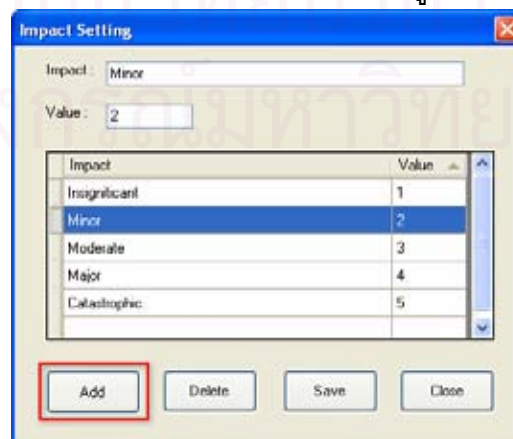 Impact Setting
Impact : Minor
Value : 2
Impact Value
Insignificant 1
Minor 2
Moderate 3
Major 4
Catastrophic 5
Add Delete Save Close